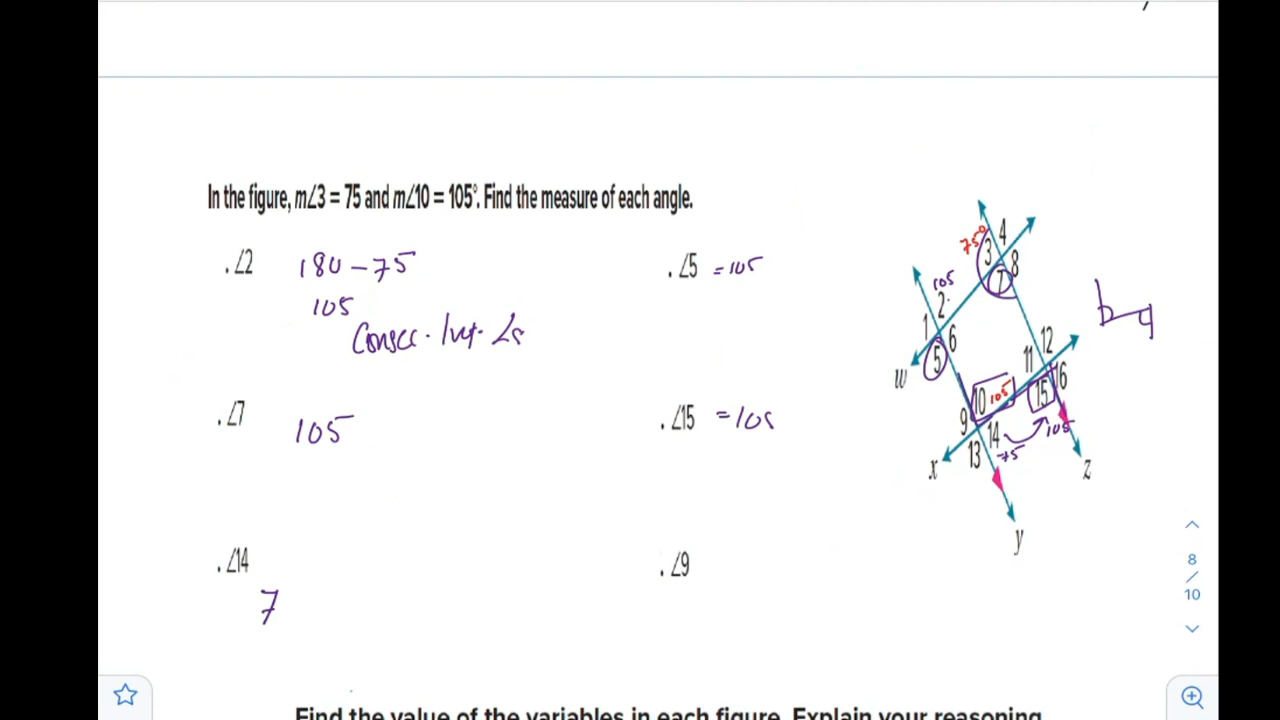 In the figure, m∠3 = 75 and m∠10 = 105°. Find the measure of each angle.
. ∠2 180 - 75
105
Consec. Int. ∠s
. ∠5 = 105
. ∠7 105
. ∠15 = 105
. ∠14
7
. ∠9
75°
3 4
7 8
105
1 2
5 6
w
11 12
15 16
10 105
9
14
13
75
105
x
z
y
8
/
10
Find the value of the variables in each figure. Explain your reasoning